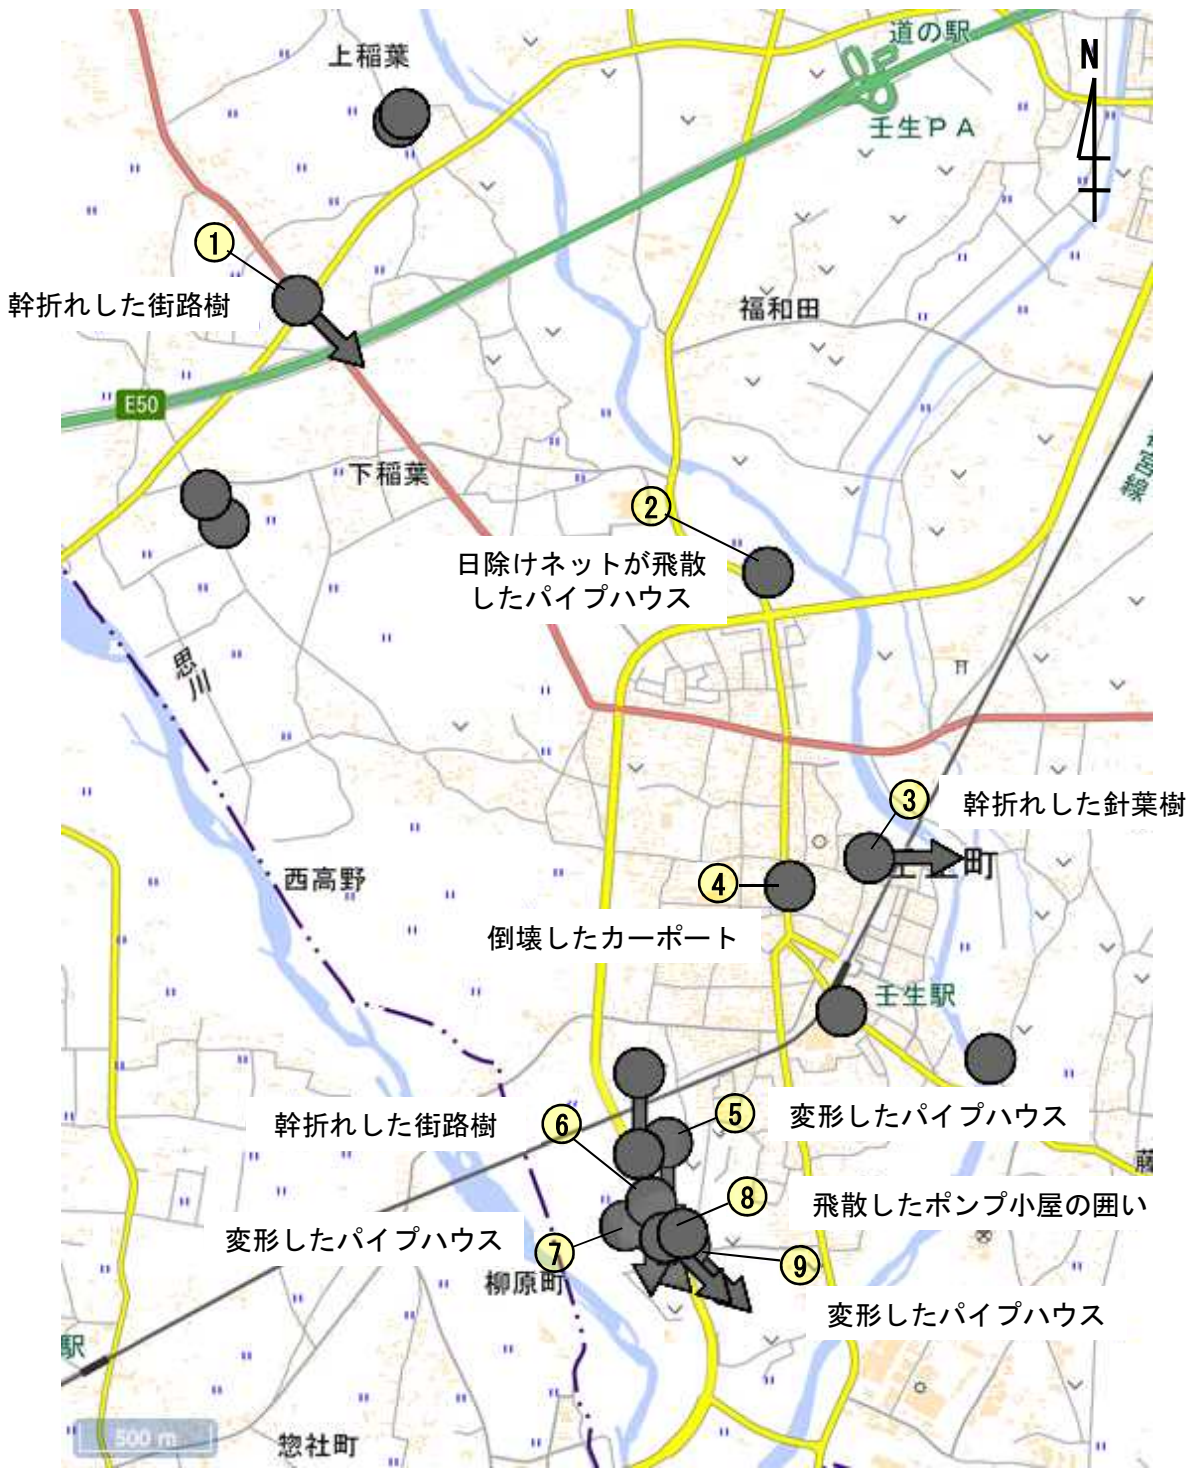 道の駅
N
上稲葉
壬生PA
①
幹折れした街路樹
福和田
E50
下稲葉
②
日除けネットが飛散
したパイプハウス
思川
③
幹折れした針葉樹
西高野
④
倒壊したカーポート
壬生駅
⑤
変形したパイプハウス
⑥
幹折れした街路樹
藤
⑧
飛散したポンプ小屋の囲い
変形したパイプハウス
⑦
⑨
柳原町
変形したパイプハウス
駅
500 m
惣社町